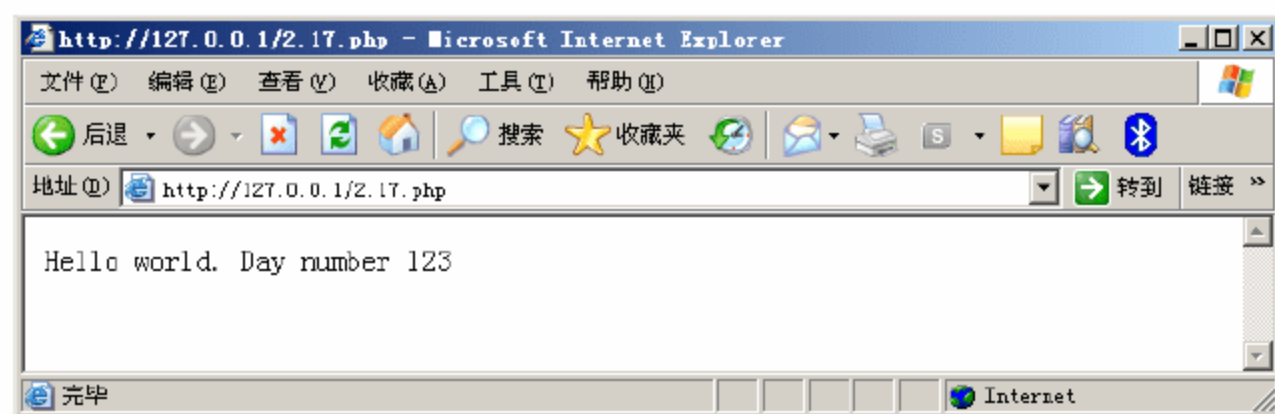 http://127.0.0.1/2.17.php - Microsoft Internet Explorer
文件(F) 编辑(E) 查看(V) 收藏(A) 工具(T) 帮助(H)
后退 搜索 收藏夹 S
地址(D) http://127.0.0.1/2.17.php 转到 链接 »
Hello world. Day number 123
完毕 Internet